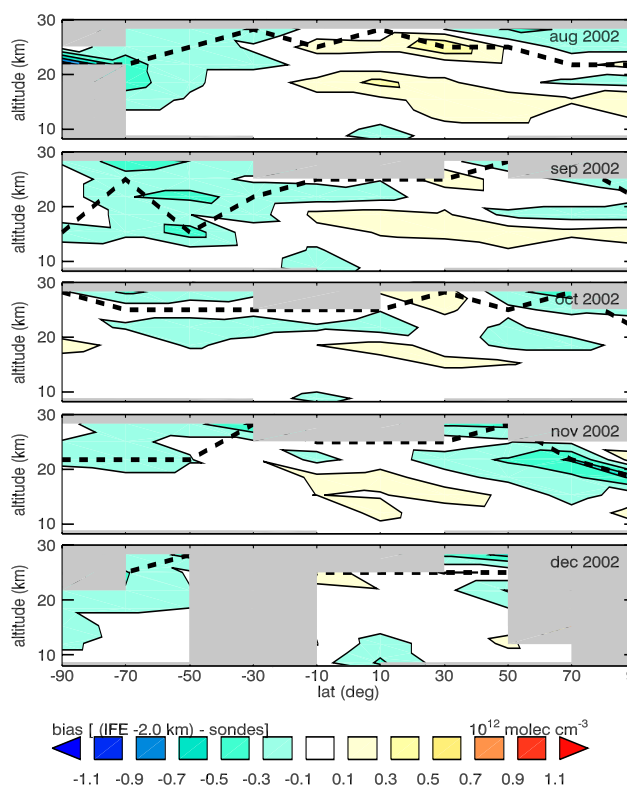 aug 2002
30
20
10
altitude (km)
sep 2002
30
20
10
altitude (km)
oct 2002
30
20
10
altitude (km)
nov 2002
30
20
10
altitude (km)
dec 2002
30
20
10
altitude (km)
-90 -70 -50 -30 -10 10 30 50 70 90
lat (deg)
bias [ (IFE -2.0 km) - sondes] 10¹² molec cm⁻³
-1.1 -0.9 -0.7 -0.5 -0.3 -0.1 0.1 0.3 0.5 0.7 0.9 1.1